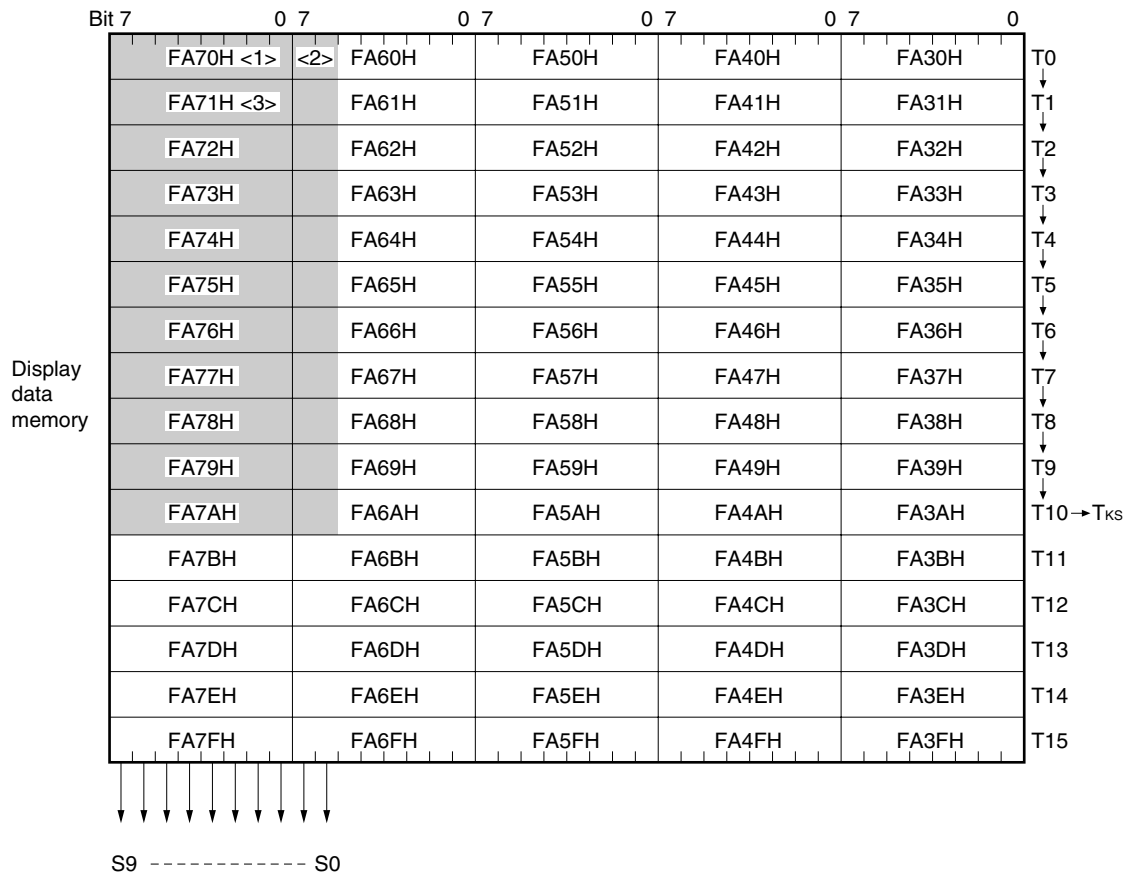 Bit 7 0 7 0 7 0 7 0 7 0
FA70H <1> <2> FA60H FA50H FA40H FA30H T0
FA71H <3> FA61H FA51H FA41H FA31H T1
FA72H FA62H FA52H FA42H FA32H T2
FA73H FA63H FA53H FA43H FA33H T3
FA74H FA64H FA54H FA44H FA34H T4
FA75H FA65H FA55H FA45H FA35H T5
FA76H FA66H FA56H FA46H FA36H T6
FA77H FA67H FA57H FA47H FA37H T7
FA78H FA68H FA58H FA48H FA38H T8
FA79H FA69H FA59H FA49H FA39H T9
FA7AH FA6AH FA5AH FA4AH FA3AH T10 → TKS
FA7BH FA6BH FA5BH FA4BH FA3BH T11
FA7CH FA6CH FA5CH FA4CH FA3CH T12
FA7DH FA6DH FA5DH FA4DH FA3DH T13
FA7EH FA6EH FA5EH FA4EH FA3EH T14
FA7FH FA6FH FA5FH FA4FH FA3FH T15
Display
data
memory
S9 ------------ S0